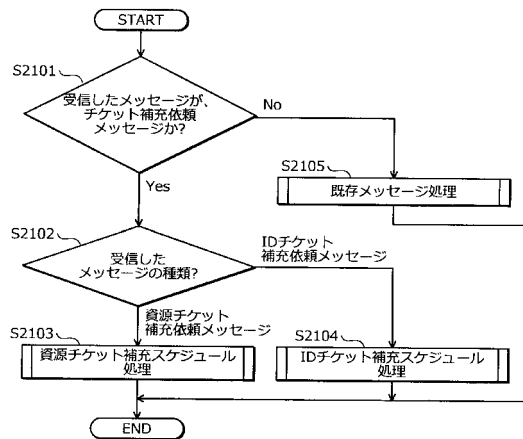 START
S2101
受信したメッセージが、
チケット補充依頼
メッセージか?
No
S2105
既存メッセージ処理
Yes
S2102
受信した
メッセージの種類?
IDチケット
補充依頼メッセージ
資源チケット
補充依頼メッセージ
S2103
資源チケット補充スケジュール
処理
S2104
IDチケット補充スケジュール
処理
END